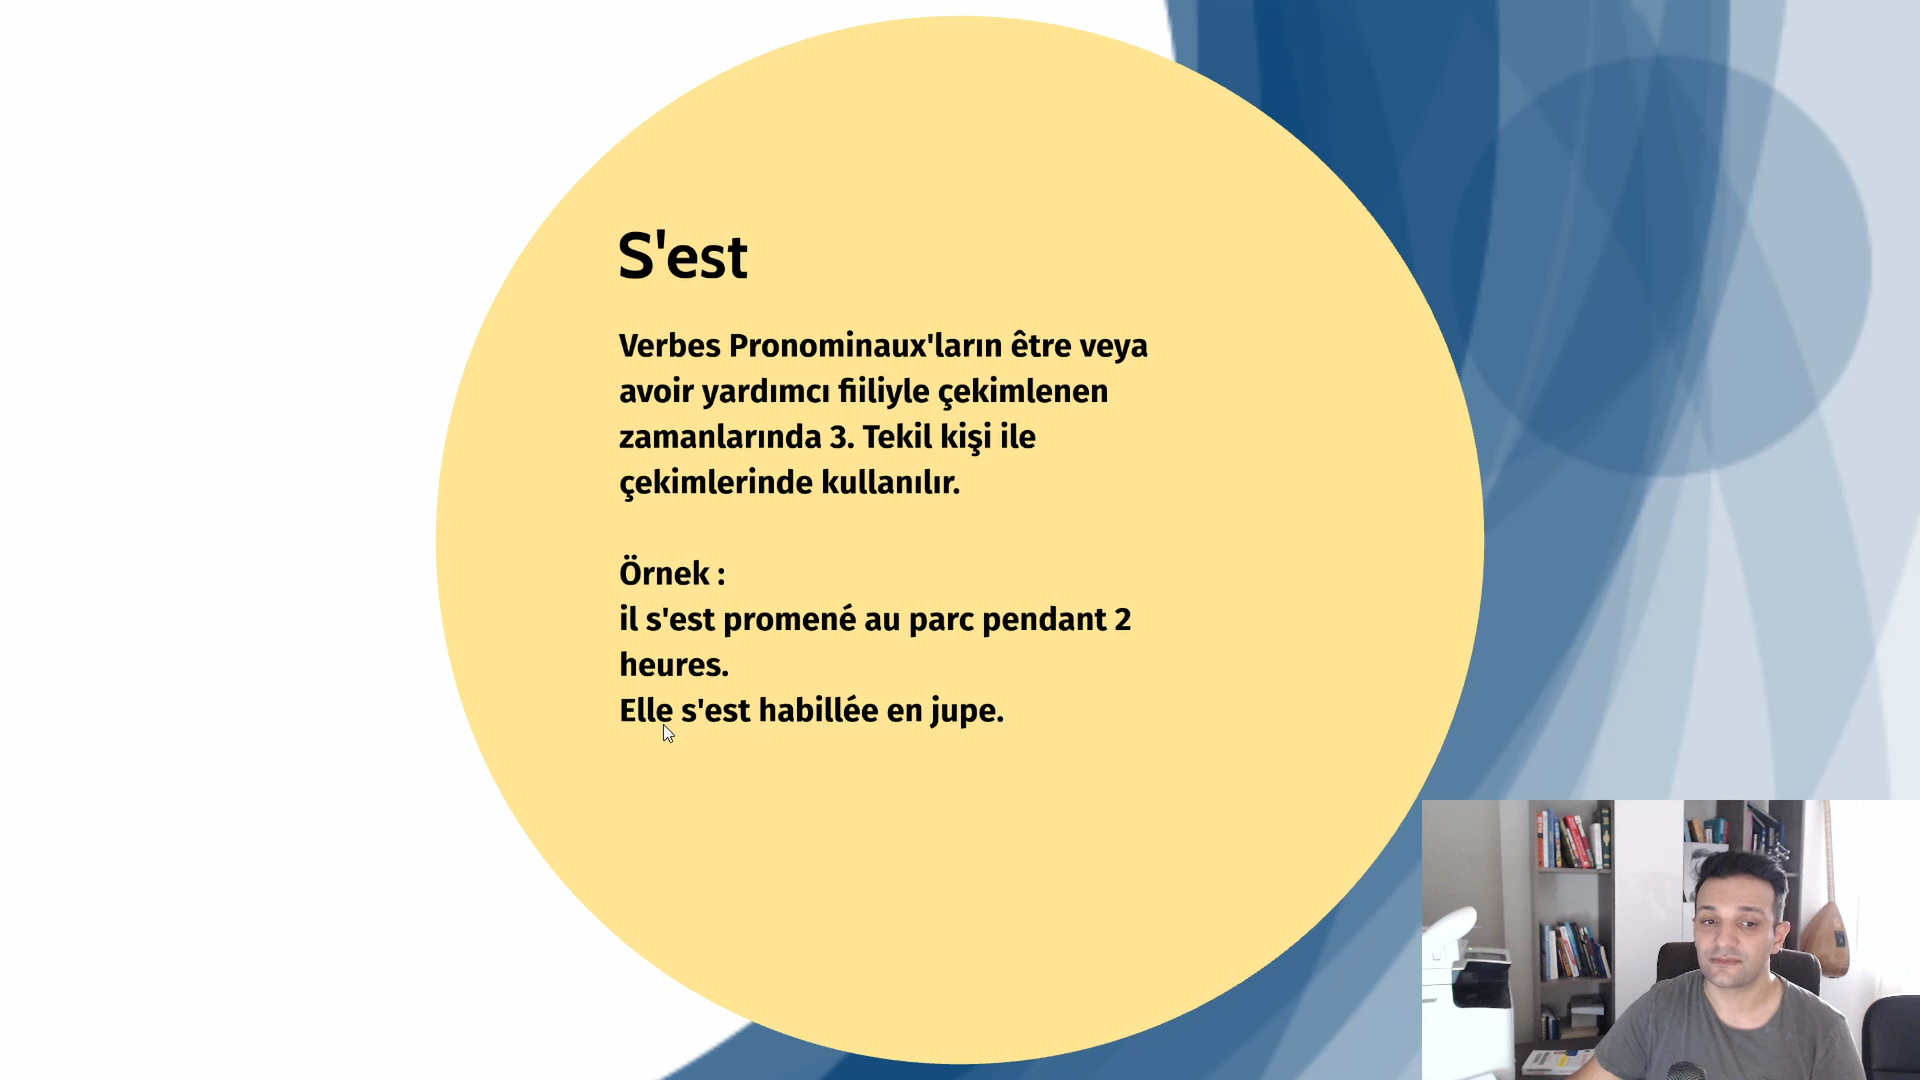 S'est
Verbes Pronominaux'ların être veya
avoir yardımcı fiiliyle çekimlenen
zamanlarında 3. Tekil kişi ile
çekimlerinde kullanılır.
Örnek :
il s'est promené au parc pendant 2
heures.
Elle s'est habillée en jupe.